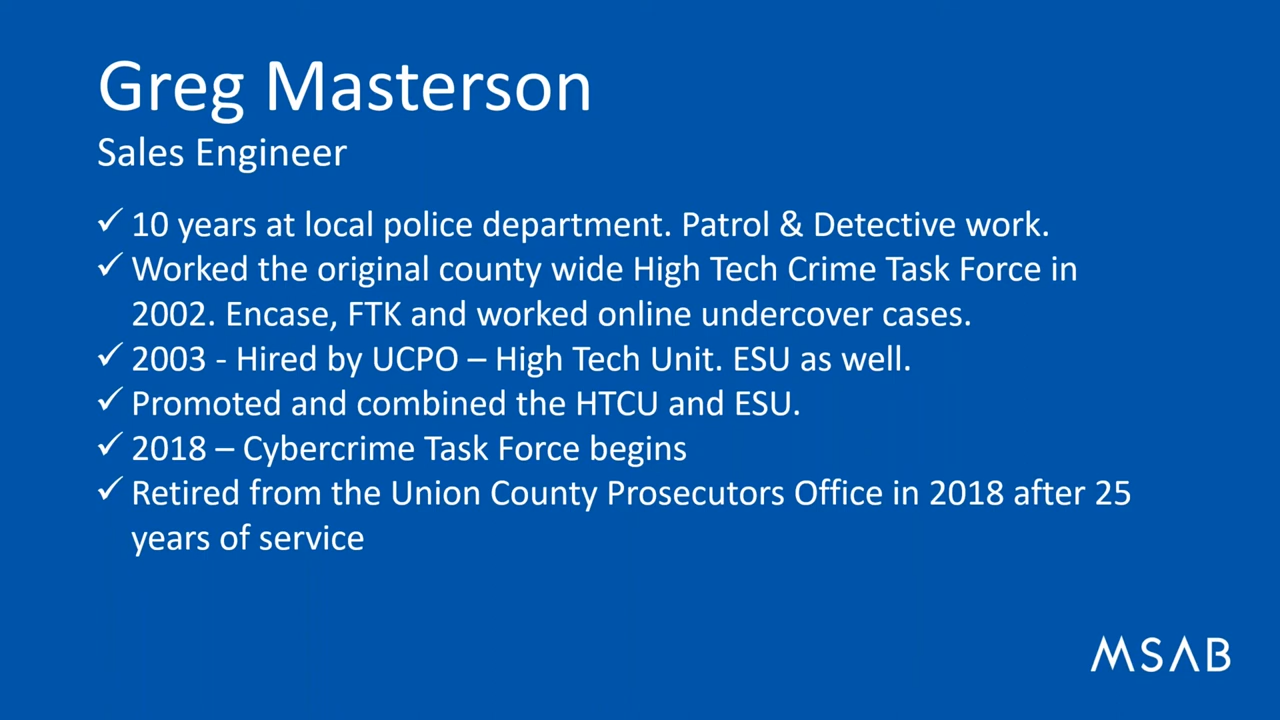 Greg Masterson
Sales Engineer
✓ 10 years at local police department. Patrol & Detective work.
✓ Worked the original county wide High Tech Crime Task Force in
2002. Encase, FTK and worked online undercover cases.
✓ 2003 - Hired by UCPO – High Tech Unit. ESU as well.
✓ Promoted and combined the HTCU and ESU.
✓ 2018 – Cybercrime Task Force begins
✓ Retired from the Union County Prosecutors Office in 2018 after 25
years of service
MSAB